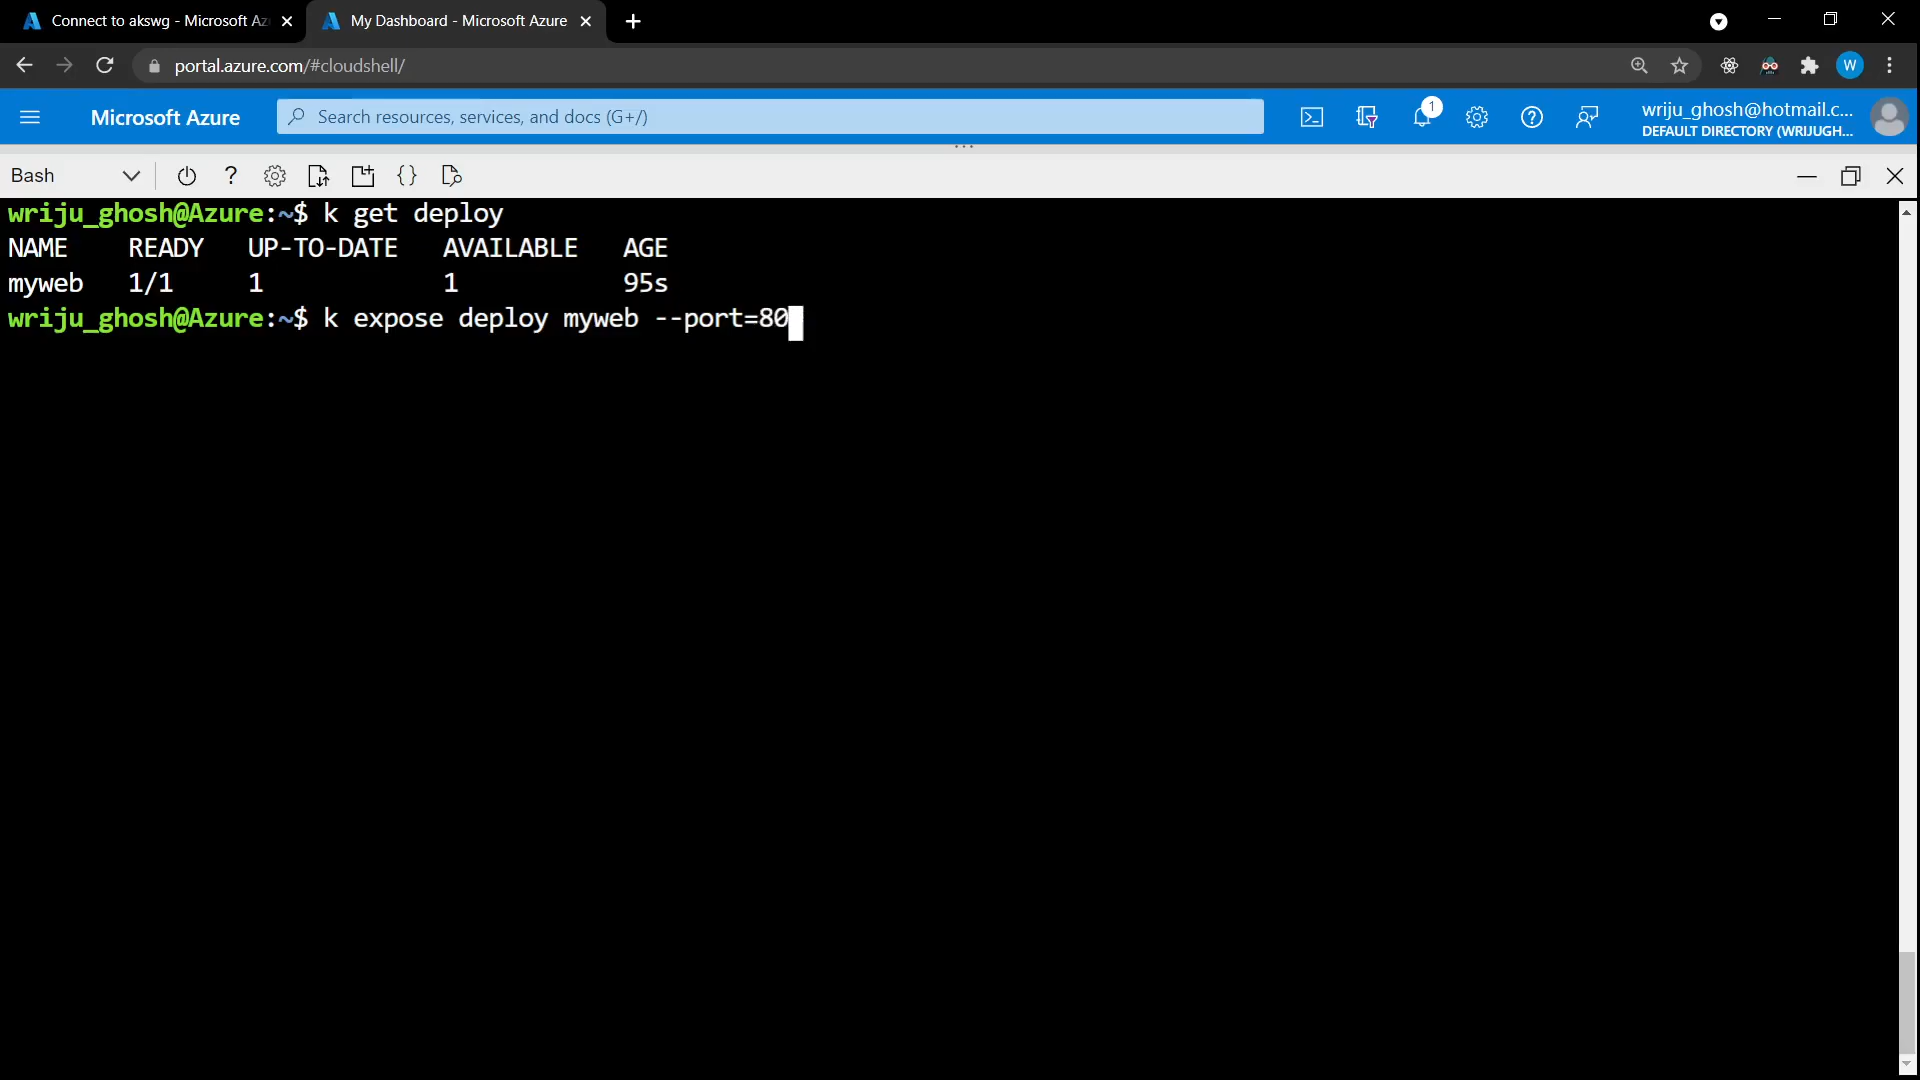 Connect to akswg - Microsoft Az
My Dashboard - Microsoft Azure
portal.azure.com/#cloudshell/
W
Microsoft Azure
Search resources, services, and docs (G+/)
1
wriju_ghosh@hotmail.c...
DEFAULT DIRECTORY (WRIJUGH...
Bash
wriju_ghosh@Azure:~$ k get deploy
NAME READY UP-TO-DATE AVAILABLE AGE
myweb 1/1 1 1 95s
wriju_ghosh@Azure:~$ k expose deploy myweb --port=80